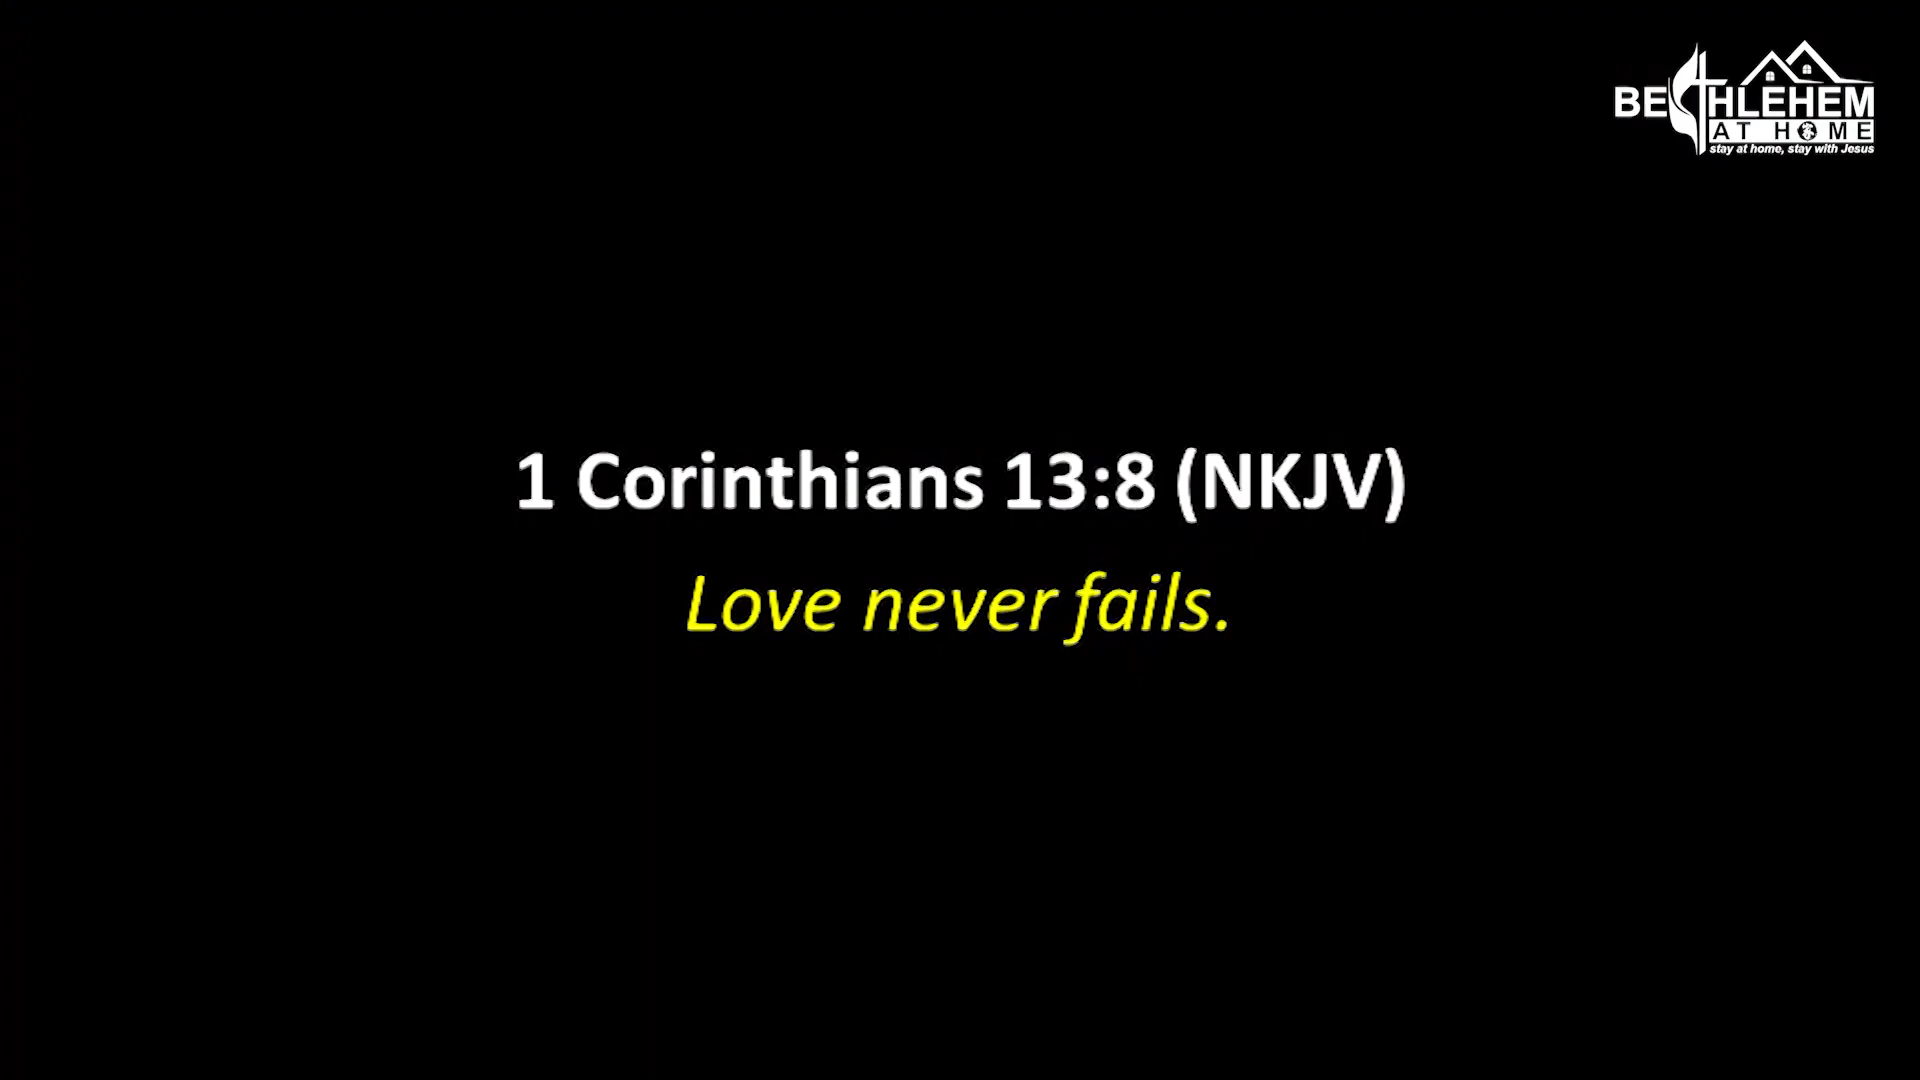 BETHLEHEM
AT HOME
stay at home, stay with Jesus
1 Corinthians 13:8 (NKJV)
Love never fails.